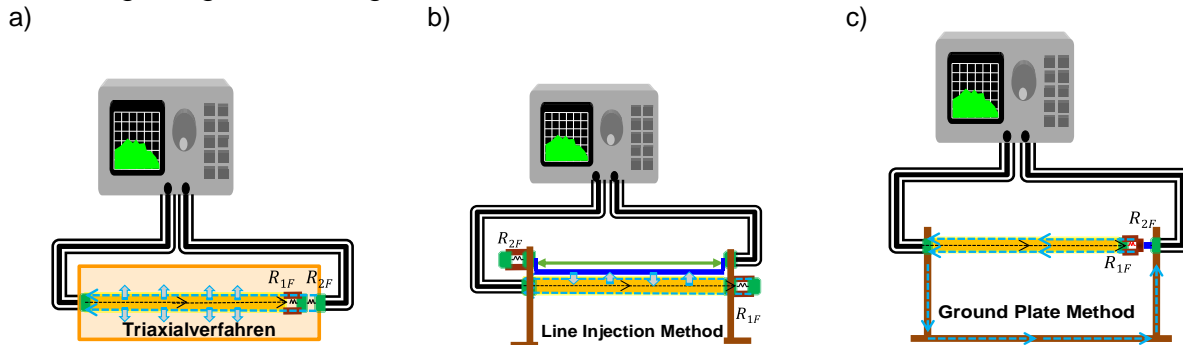 a)
b)
c)
R1F
R2F
Triaxialverfahren
R2F
R1F
Line Injection Method
R2F
R1F
Ground Plate Method